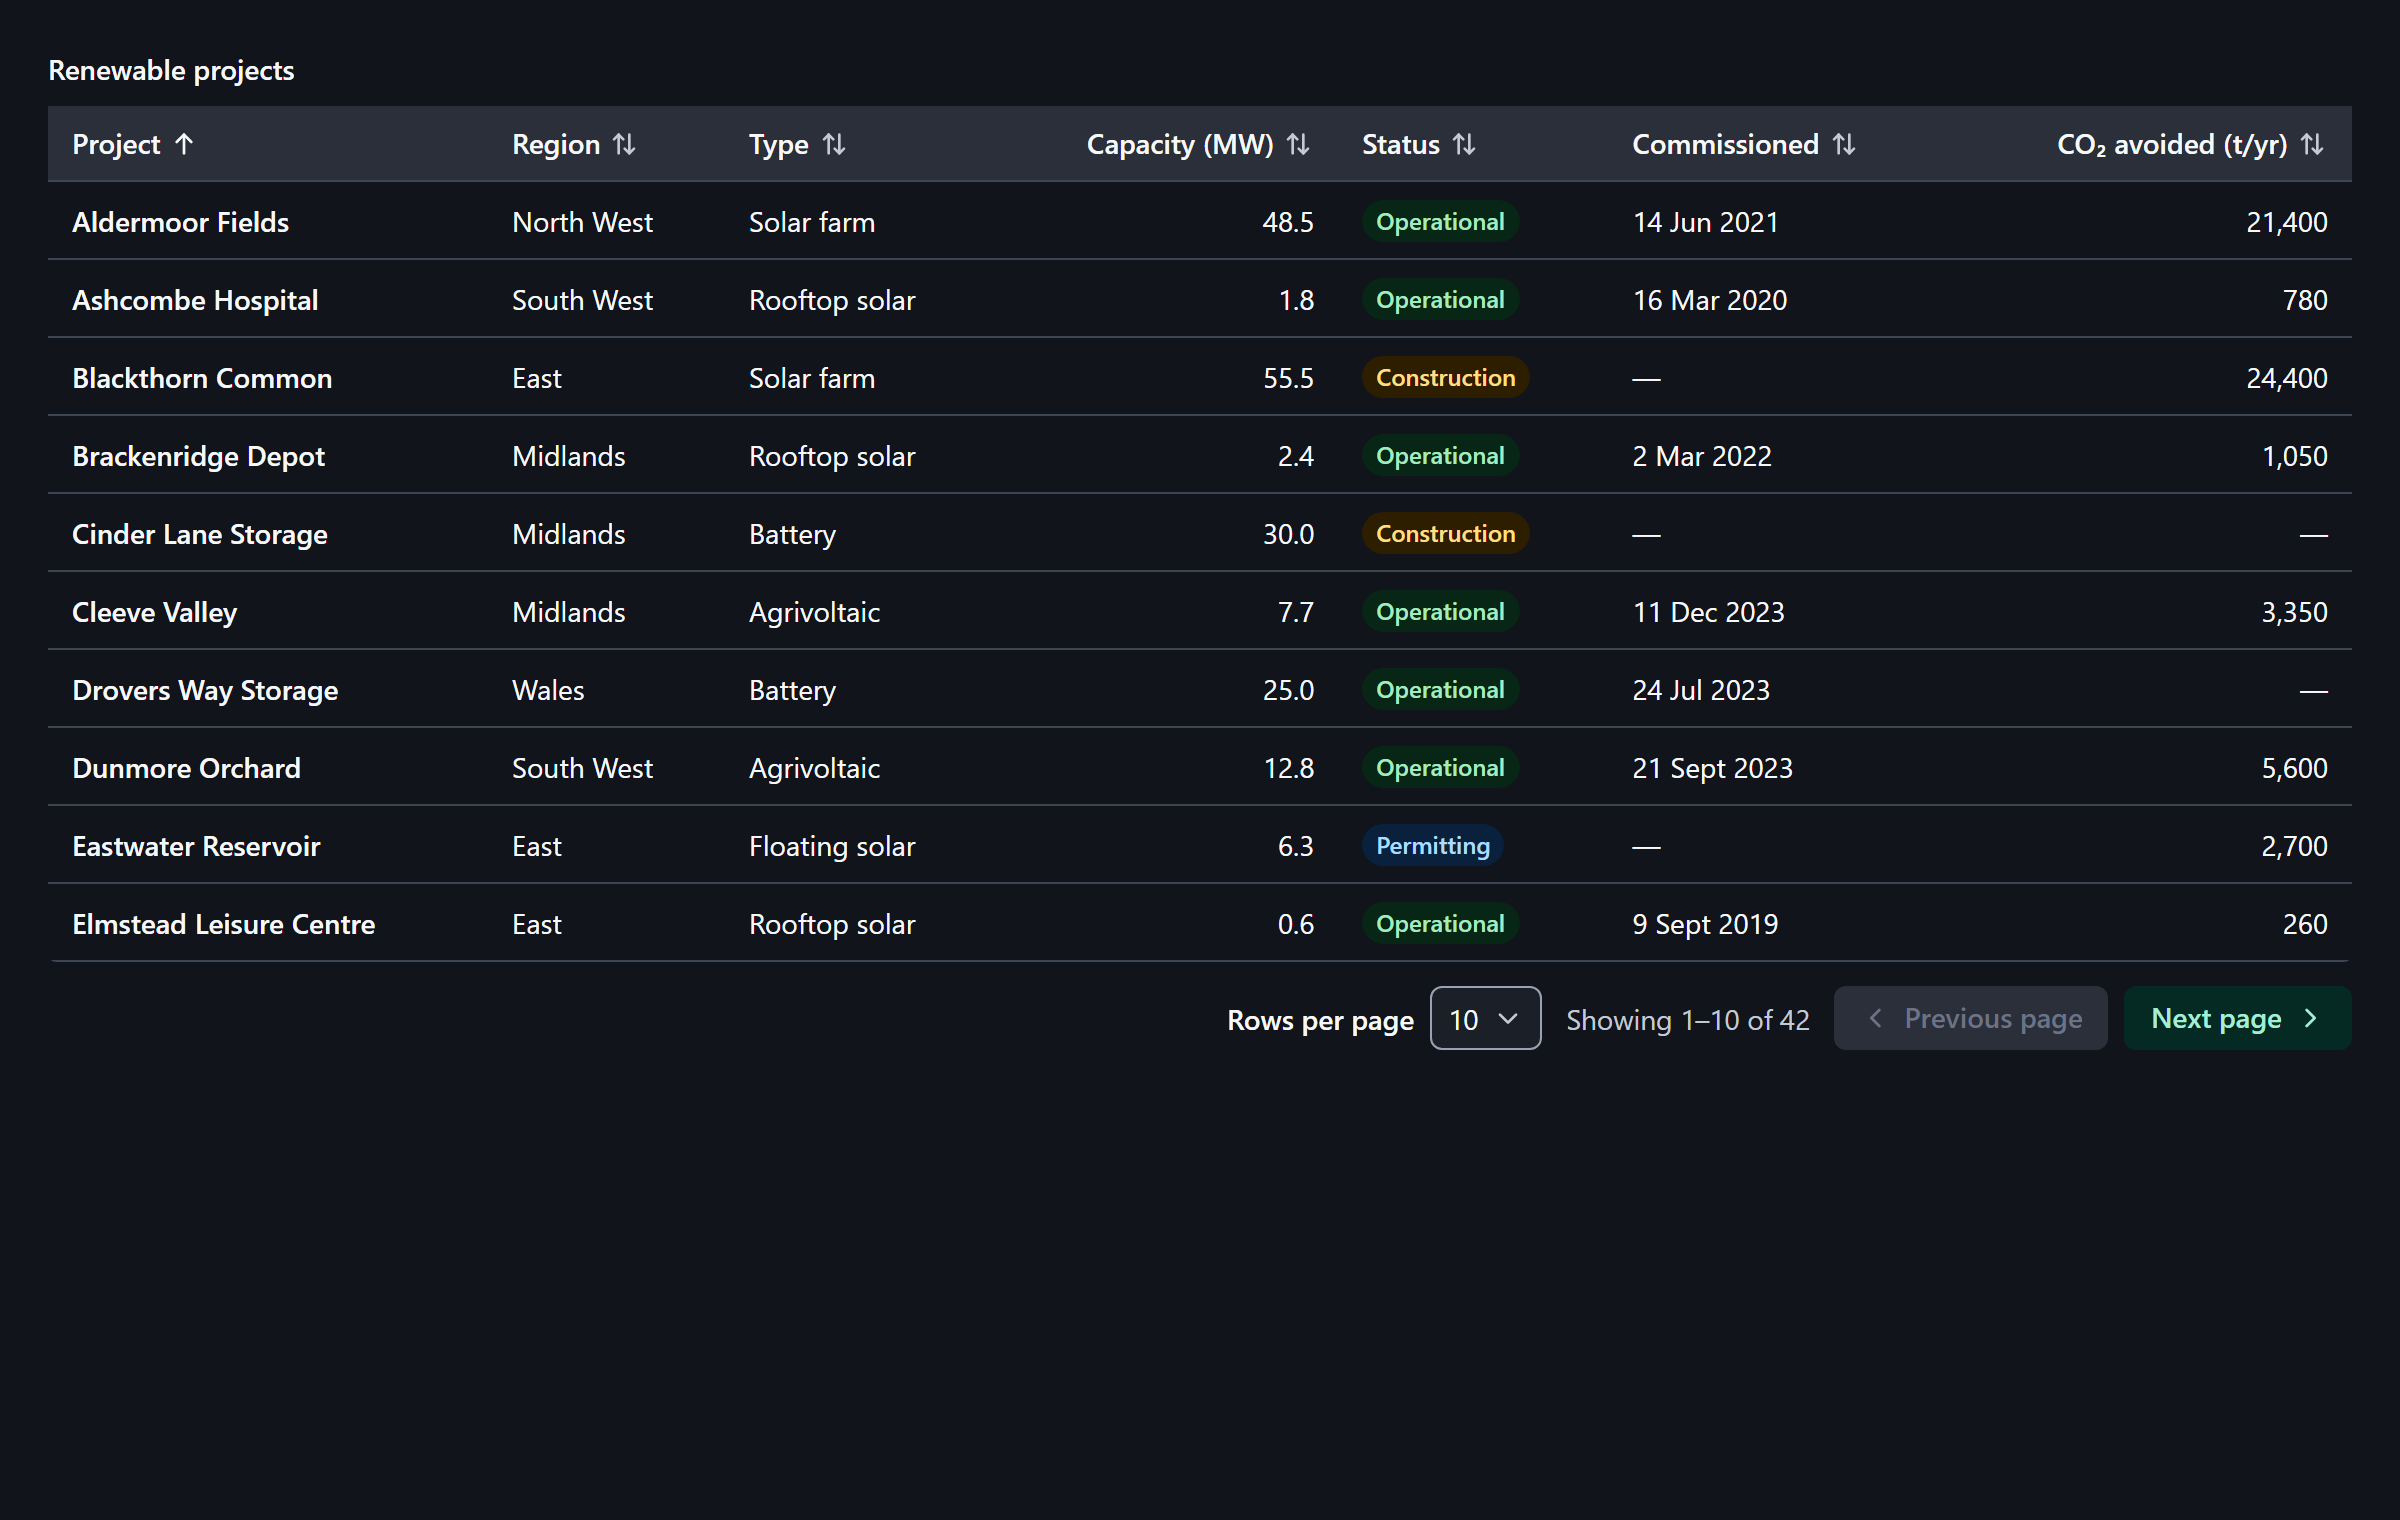 Renewable projects
Project Region Type Capacity (MW) Status Commissioned CO₂ avoided (t/yr)
Aldermoor Fields North West Solar farm 48.5 Operational 14 Jun 2021 21,400
Ashcombe Hospital South West Rooftop solar 1.8 Operational 16 Mar 2020 780
Blackthorn Common East Solar farm 55.5 Construction — 24,400
Brackenridge Depot Midlands Rooftop solar 2.4 Operational 2 Mar 2022 1,050
Cinder Lane Storage Midlands Battery 30.0 Construction — —
Cleeve Valley Midlands Agrivoltaic 7.7 Operational 11 Dec 2023 3,350
Drovers Way Storage Wales Battery 25.0 Operational 24 Jul 2023 —
Dunmore Orchard South West Agrivoltaic 12.8 Operational 21 Sept 2023 5,600
Eastwater Reservoir East Floating solar 6.3 Permitting — 2,700
Elmstead Leisure Centre East Rooftop solar 0.6 Operational 9 Sept 2019 260
Rows per page 10 Showing 1–10 of 42 Previous page Next page